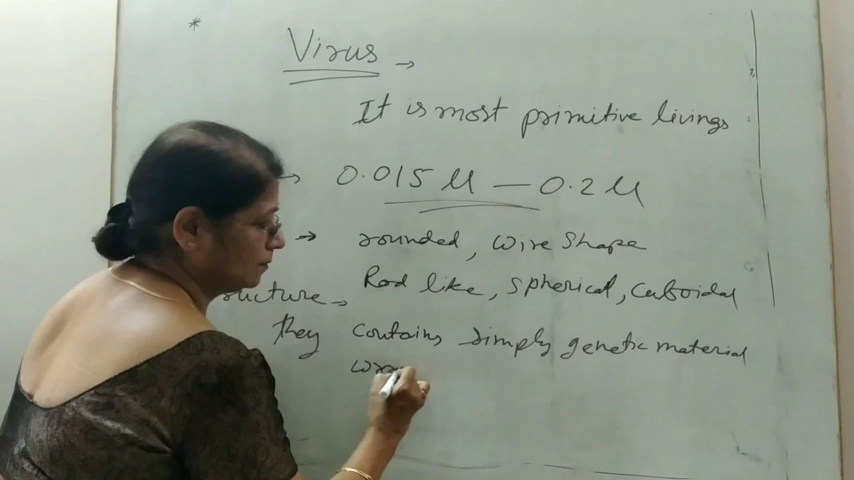 *
Virus →
It is most primitive livings
→ 0.015 μ — 0.2 μ
→ rounded, wire shape
Rod like, spherical, cuboidal
ructure →
they contains simply genetic material
wra